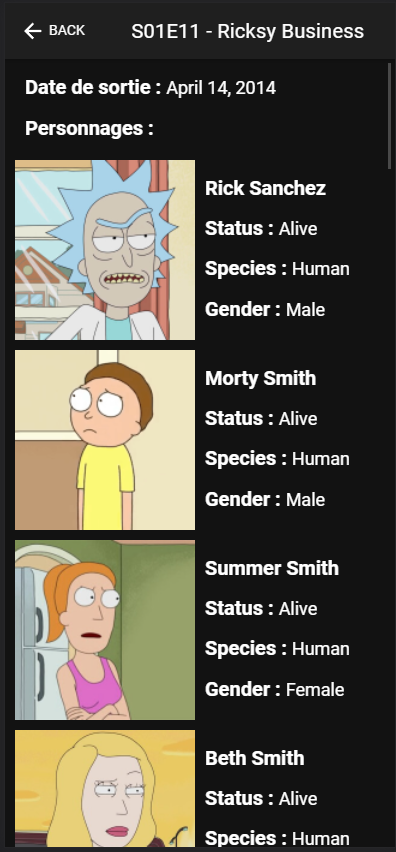 BACK S01E11 - Ricksy Business
Date de sortie : April 14, 2014
Personnages :
Rick Sanchez
Status : Alive
Species : Human
Gender : Male
Morty Smith
Status : Alive
Species : Human
Gender : Male
Summer Smith
Status : Alive
Species : Human
Gender : Female
Beth Smith
Status : Alive
Species : Human